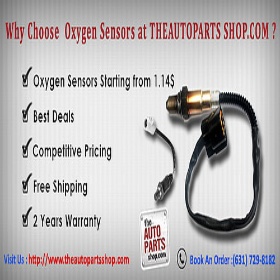 Why Choose Oxygen Sensors at THEAUTOPARTS SHOP.COM ?
Oxygen Sensors Starting from 1.14$
Best Deals
Competitive Pricing
Free Shipping
2 Years Warranty
the
AUTO
PARTS
shop.com
Visit Us : http://www.theautopartsshop.com
Book An Order :(631) 729-8182